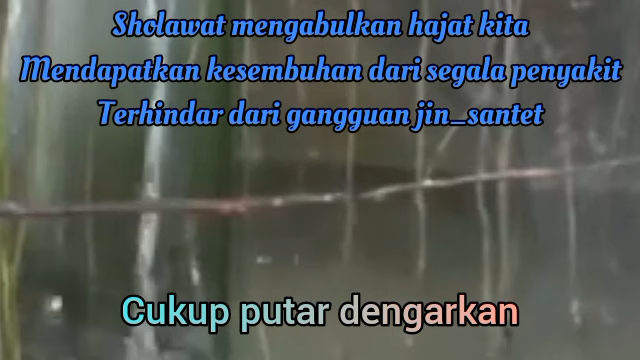 Sholawat mengabulkan hajat kita
Mendapatkan kesembuhan dari segala penyakit
Terhindar dari gangguan jin_santet
Cukup putar dengarkan